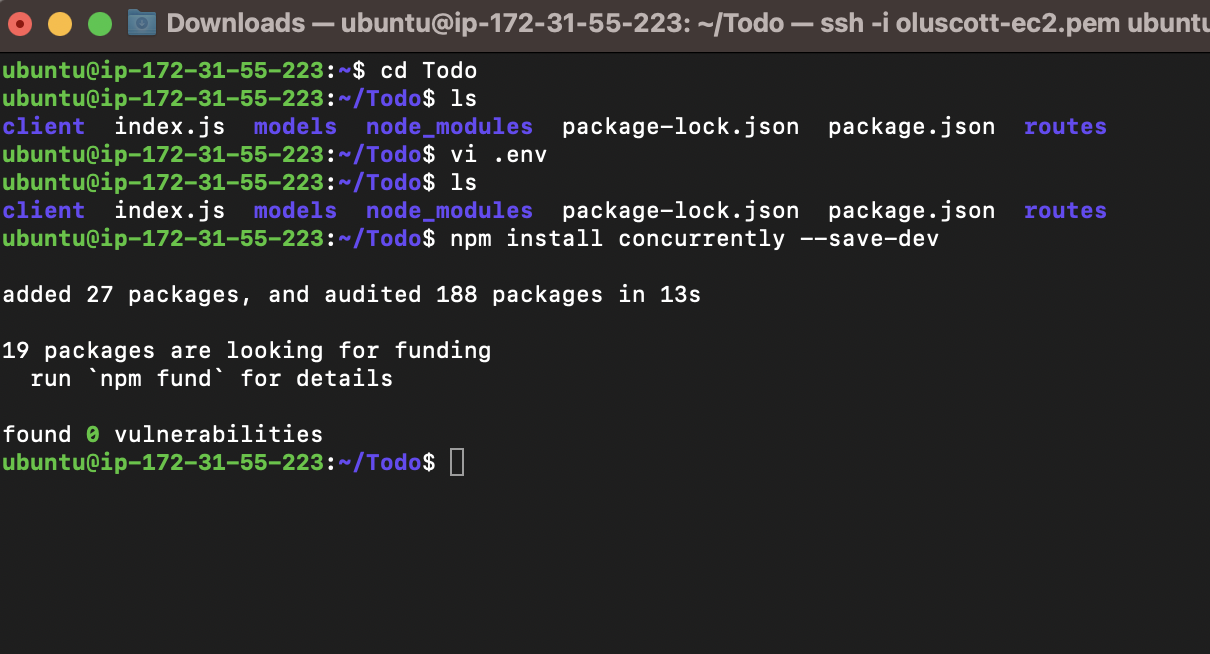 Downloads — ubuntu@ip-172-31-55-223: ~/Todo — ssh -i oluscott-ec2.pem ubuntu
ubuntu@ip-172-31-55-223:~$ cd Todo
ubuntu@ip-172-31-55-223:~/Todo$ ls
client  index.js  models  node_modules  package-lock.json  package.json  routes
ubuntu@ip-172-31-55-223:~/Todo$ vi .env
ubuntu@ip-172-31-55-223:~/Todo$ ls
client  index.js  models  node_modules  package-lock.json  package.json  routes
ubuntu@ip-172-31-55-223:~/Todo$ npm install concurrently --save-dev
added 27 packages, and audited 188 packages in 13s
19 packages are looking for funding
  run `npm fund` for details
found 0 vulnerabilities
ubuntu@ip-172-31-55-223:~/Todo$